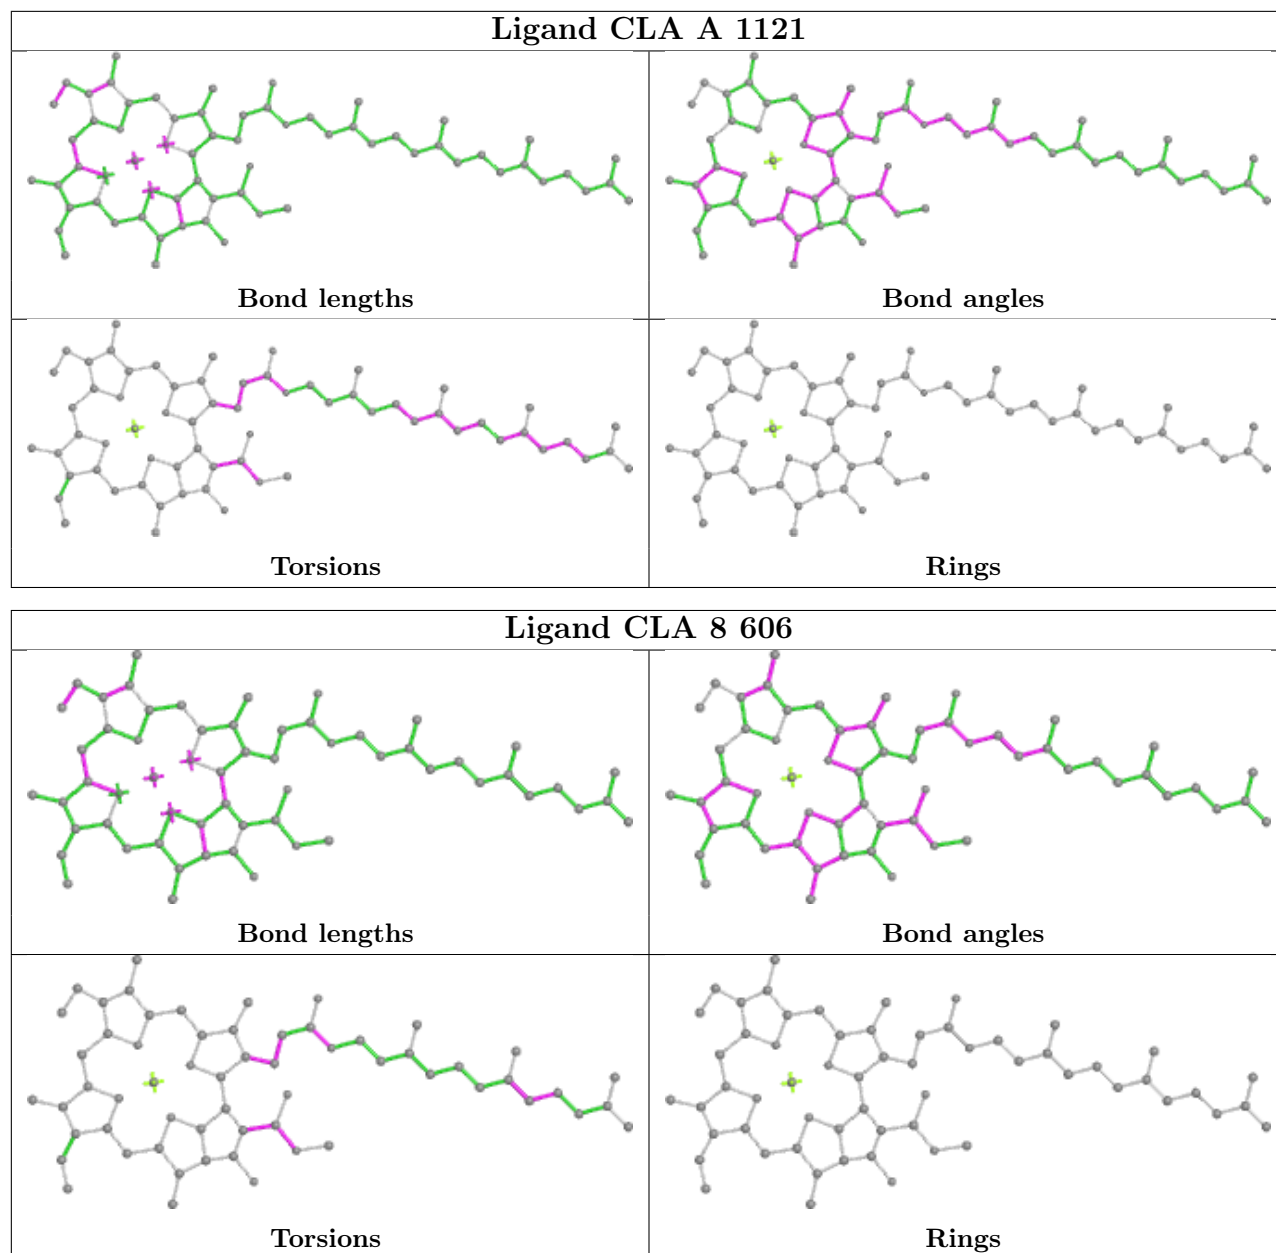 Ligand CLA A 1121
Bond lengths
Bond angles
Torsions
Rings
Ligand CLA 8 606
Bond lengths
Bond angles
Torsions
Rings